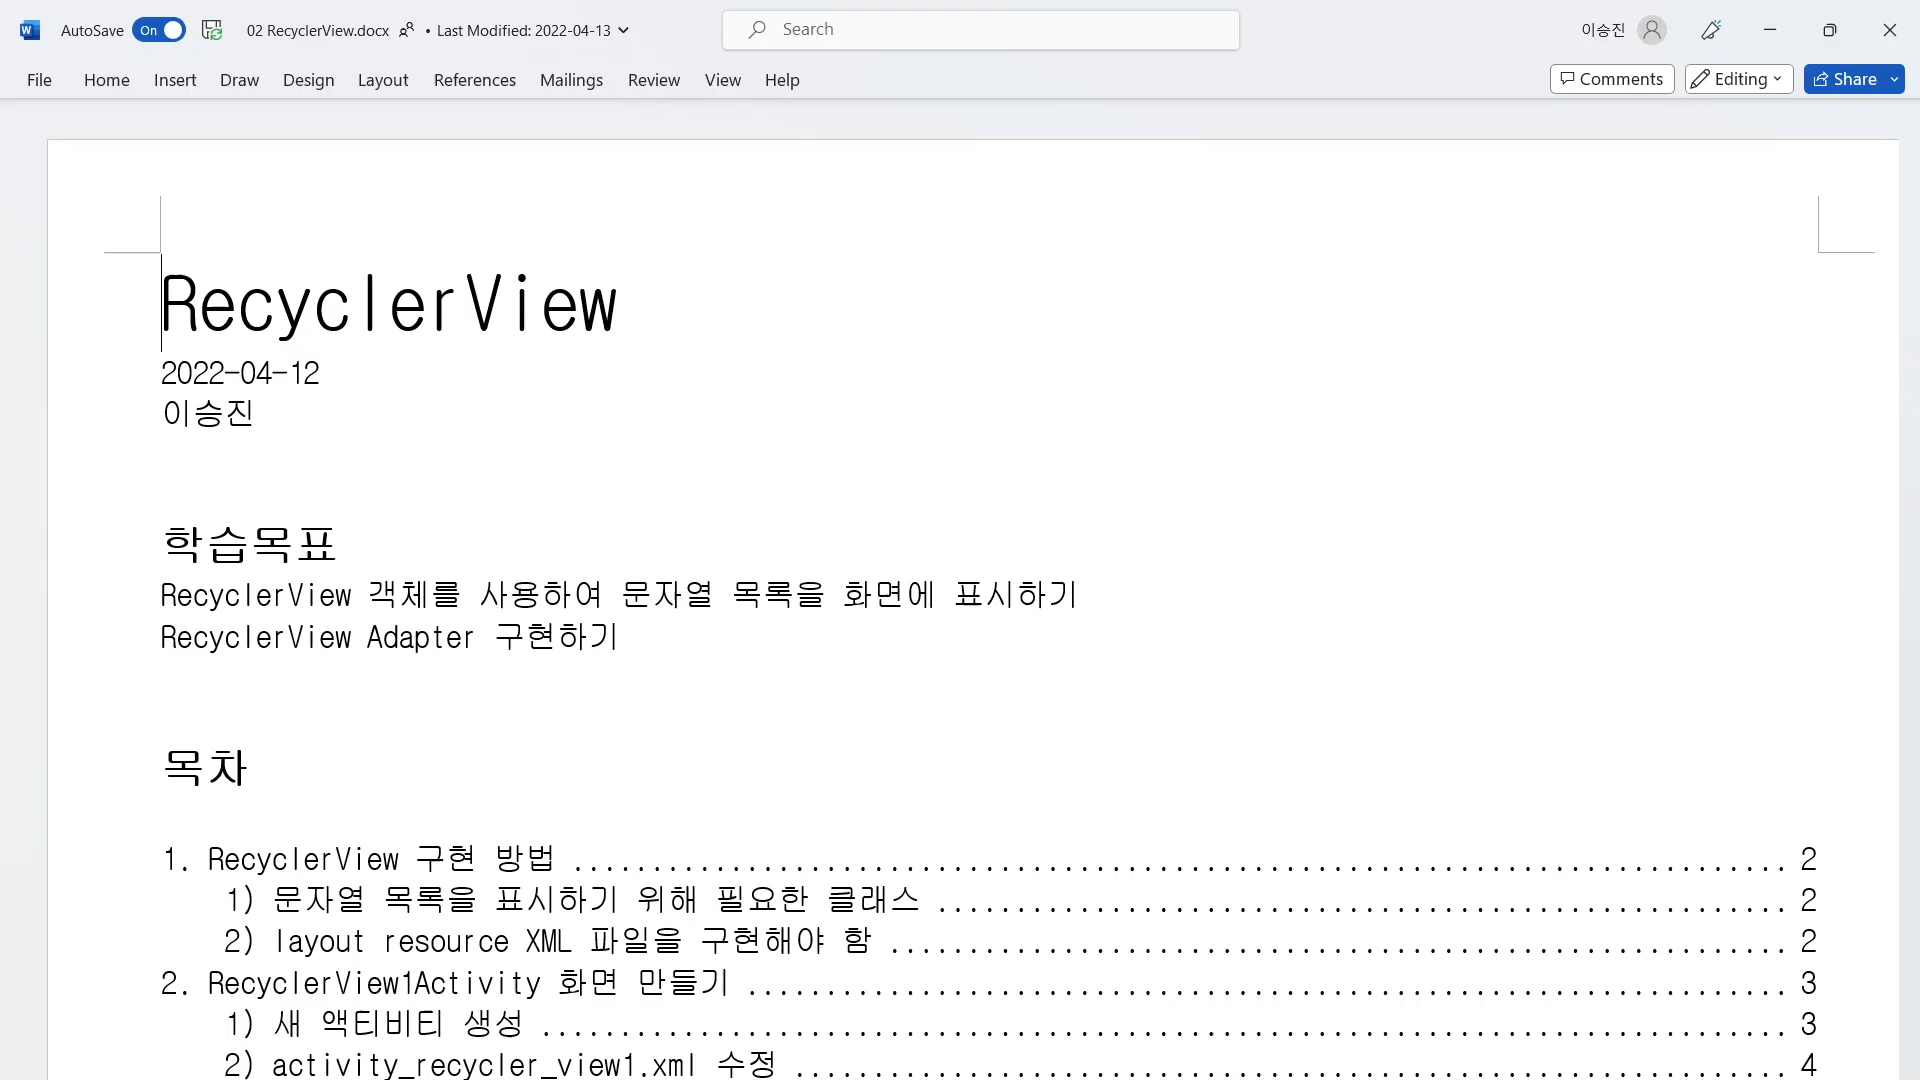 AutoSave On 02 RecyclerView.docx • Last Modified: 2022-04-13 Search 이승진
File Home Insert Draw Design Layout References Mailings Review View Help Comments Editing Share
RecyclerView
2022-04-12
이승진
학습목표
RecyclerView 객체를 사용하여 문자열 목록을 화면에 표시하기
RecyclerView Adapter 구현하기
목차
1. RecyclerView 구현 방법 .......... 2
1) 문자열 목록을 표시하기 위해 필요한 클래스 .......... 2
2) layout resource XML 파일을 구현해야 함 .......... 2
2. RecyclerView1Activity 화면 만들기 .......... 3
1) 새 액티비티 생성 .......... 3
2) activity_recycler_view1.xml 수정 .......... 4